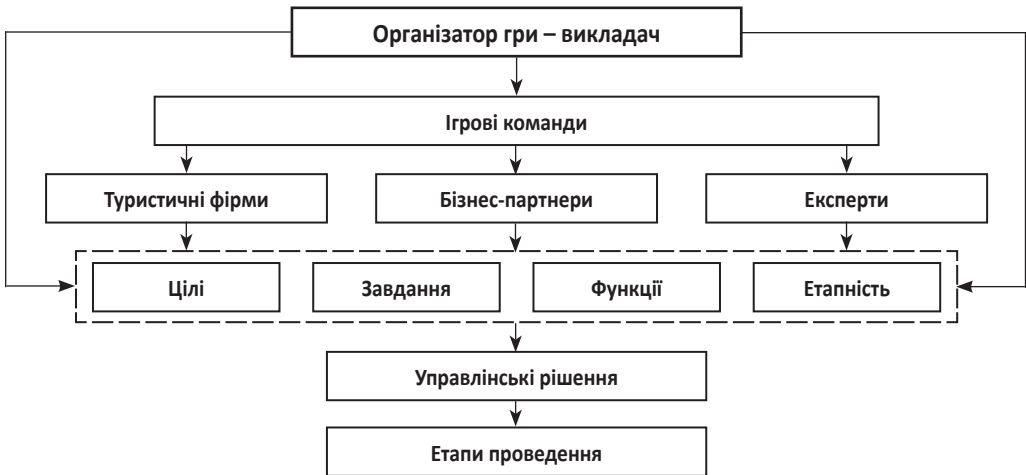 Організатор гри – викладач
Ігрові команди
Туристичні фірми
Бізнес-партнери
Експерти
Цілі
Завдання
Функції
Етапність
Управлінські рішення
Етапи проведення